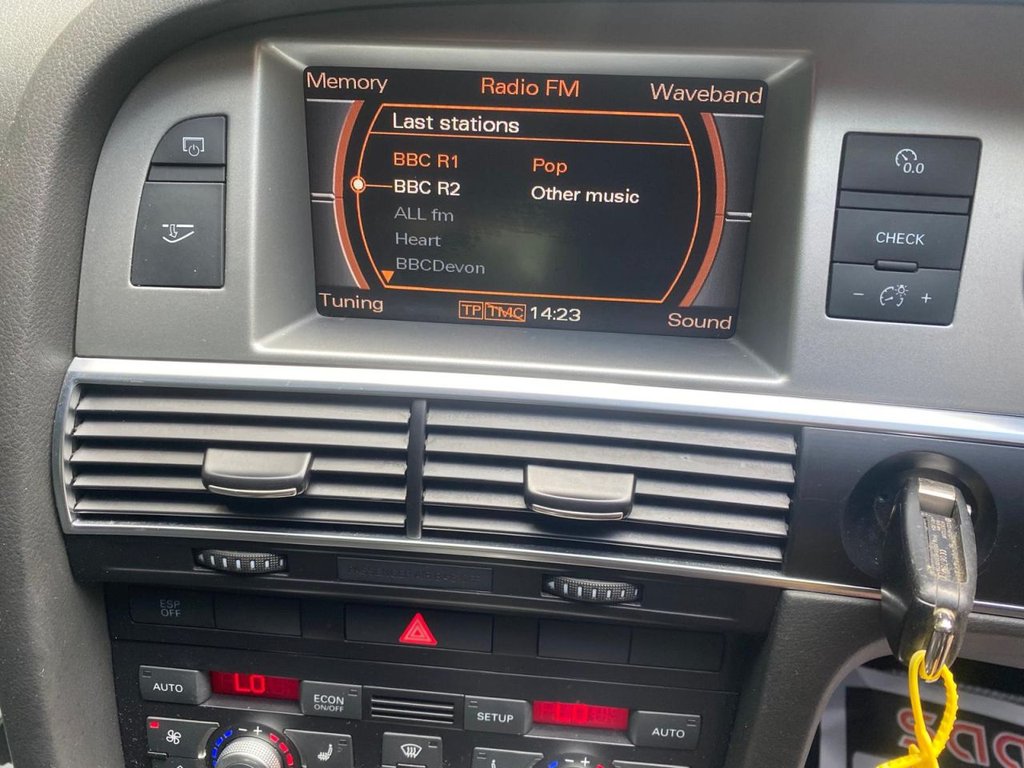 Memory Radio FM Waveband
Last stations
BBC R1 Pop
BBC R2 Other music
ALL fm
Heart
BBCDevon
Tuning TP TMC 14:23 Sound
0.0
CHECK
- +
ESP
OFF
AUTO LO ECON
ON/OFF
SETUP LO AUTO
- +
- +